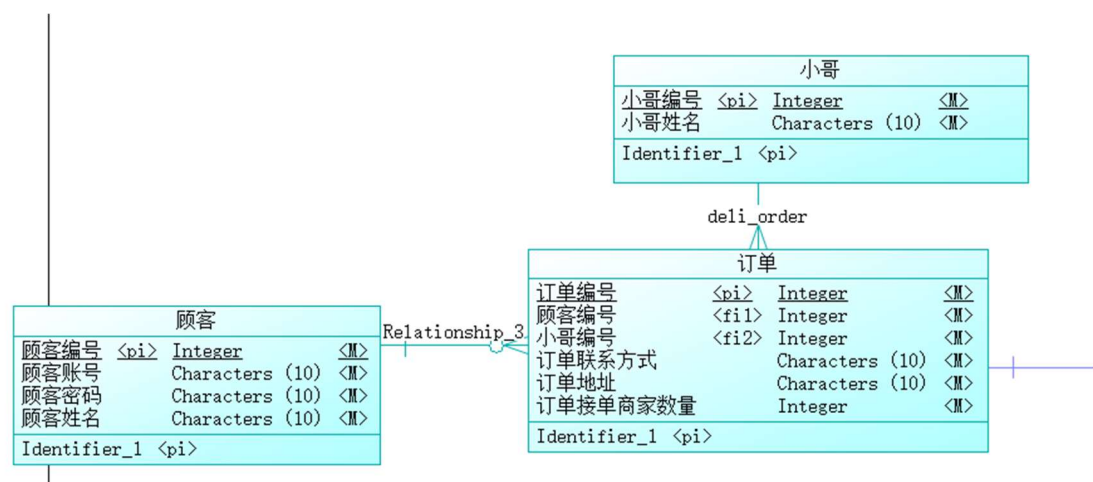 小哥
小哥编号 <pi> Integer <M>
小哥姓名 Characters (10) <M>
Identifier_1 <pi>
deli_order
订单
订单编号 <pi> Integer <M>
顾客编号 <fi1> Integer <M>
小哥编号 <fi2> Integer <M>
订单联系方式 Characters (10) <M>
订单地址 Characters (10) <M>
订单接单商家数量 Integer <M>
Identifier_1 <pi>
Relationship_3
顾客
顾客编号 <pi> Integer <M>
顾客账号 Characters (10) <M>
顾客密码 Characters (10) <M>
顾客姓名 Characters (10) <M>
Identifier_1 <pi>